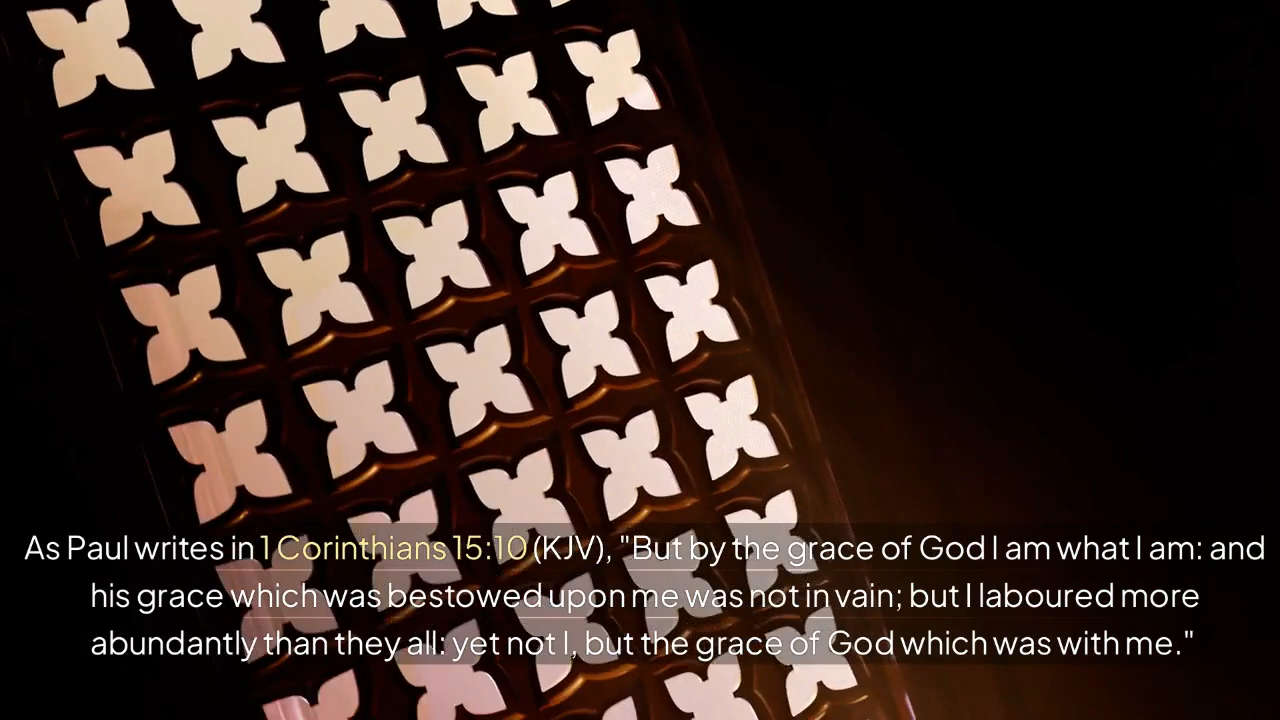 As Paul writes in 1 Corinthians 15:10 (KJV), "But by the grace of God I am what I am: and
his grace which was bestowed upon me was not in vain; but I laboured more
abundantly than they all: yet not I, but the grace of God which was with me."